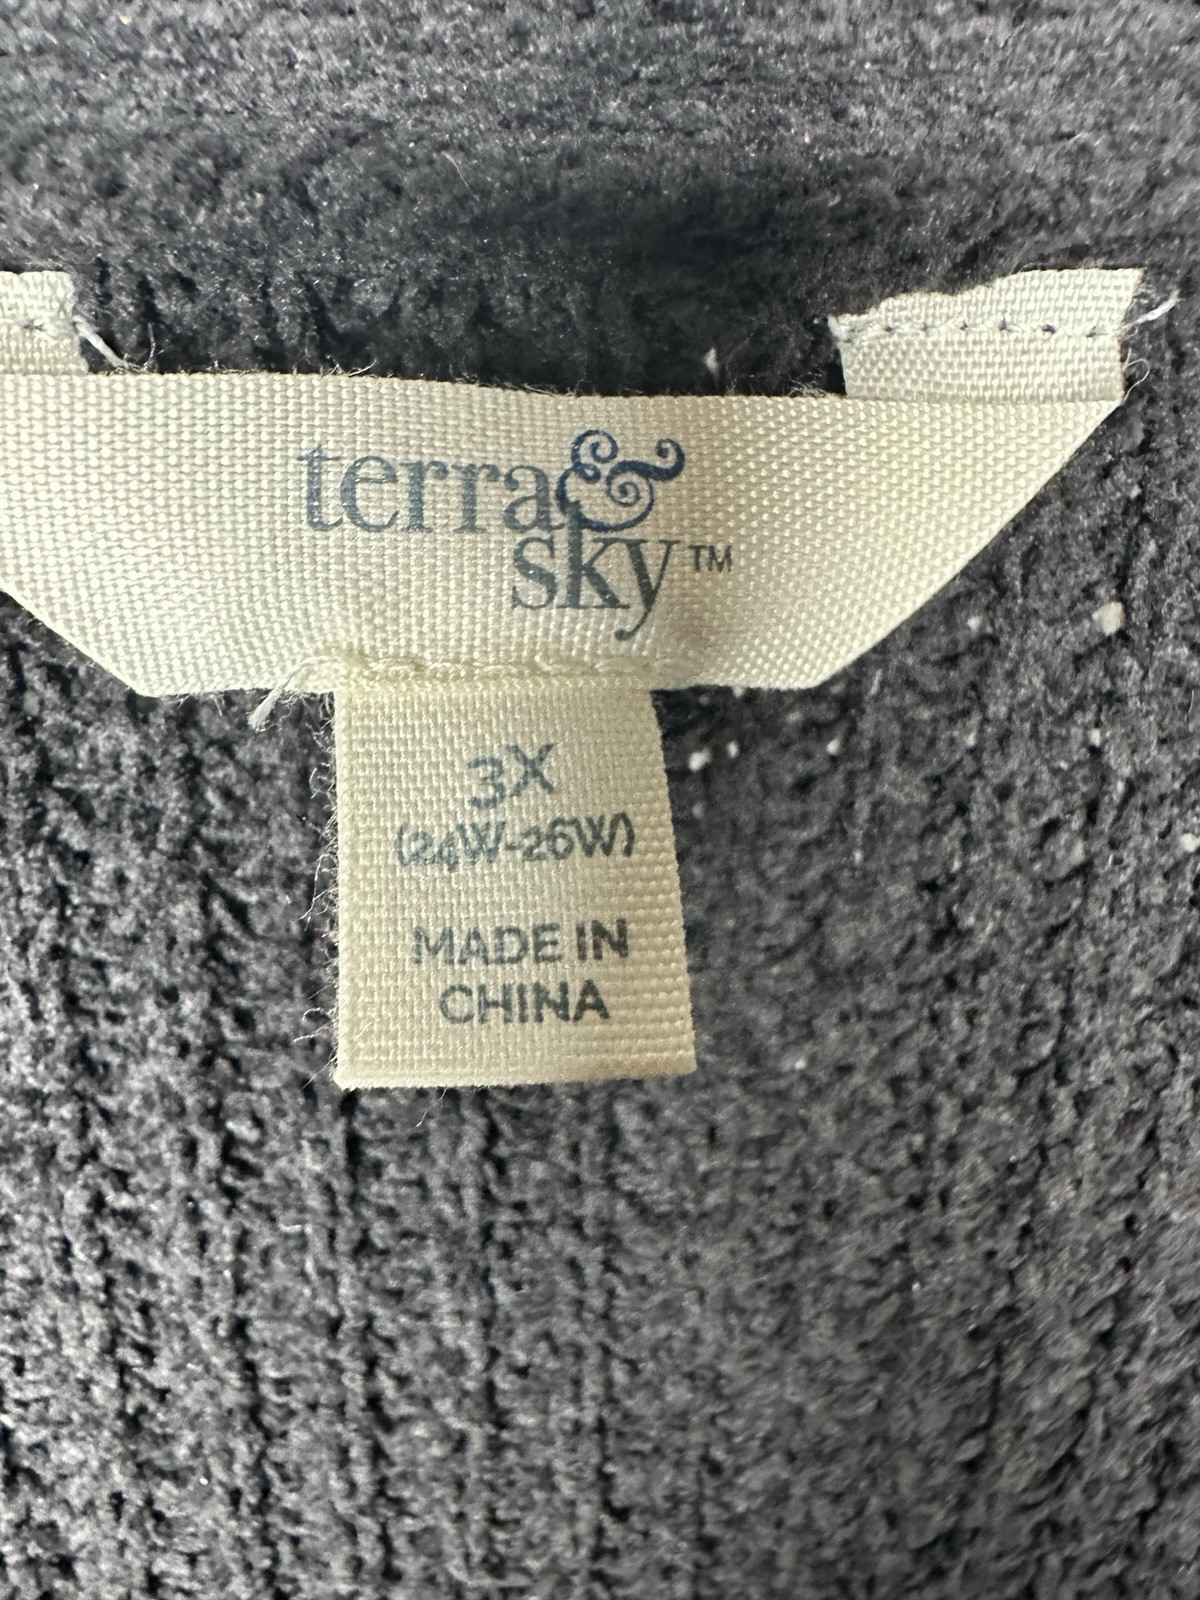 terra&
sky™
3X
(24W-26W)
MADE IN
CHINA